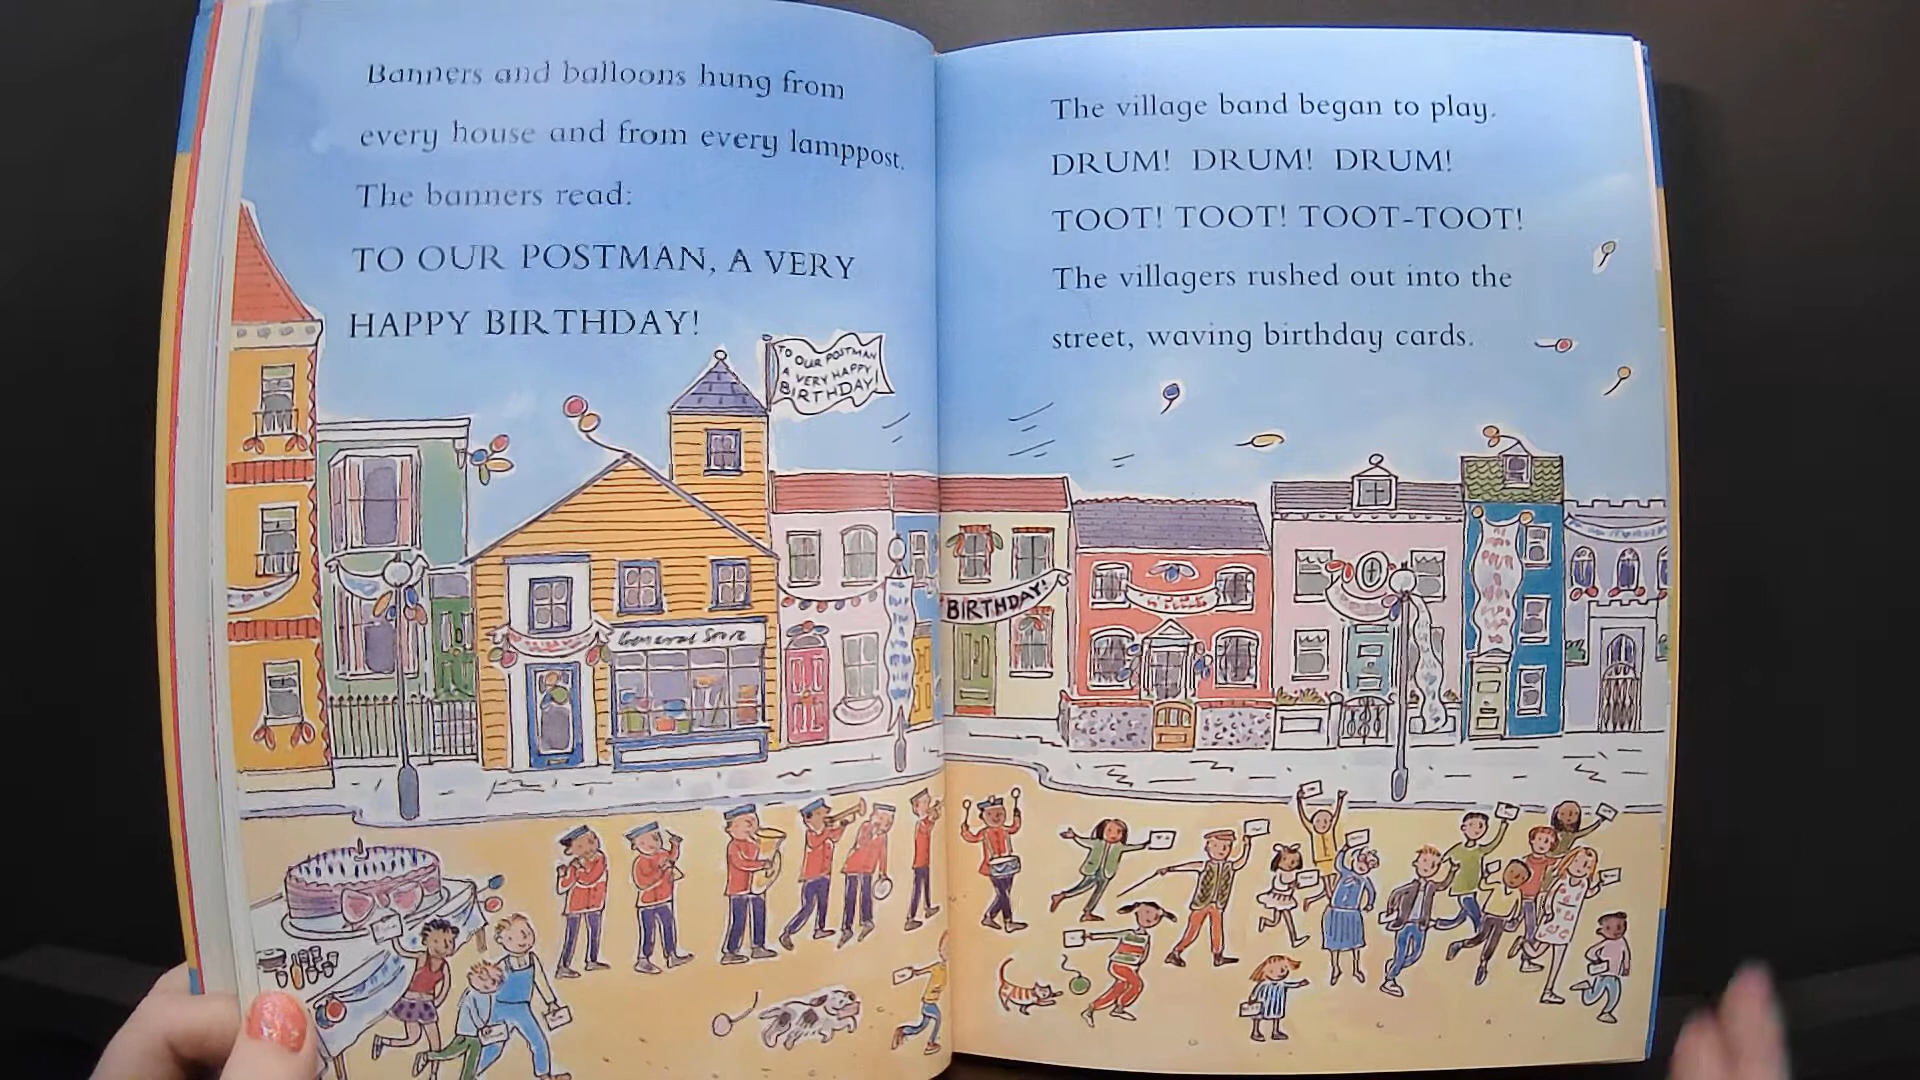 Banners and balloons hung from
every house and from every lamppost.
The banners read:
TO OUR POSTMAN, A VERY
HAPPY BIRTHDAY!
TO OUR POSTMAN
A VERY HAPPY
BIRTHDAY!
General Store
The village band began to play.
DRUM! DRUM! DRUM!
TOOT! TOOT! TOOT-TOOT!
The villagers rushed out into the
street, waving birthday cards.
BIRTHDAY!